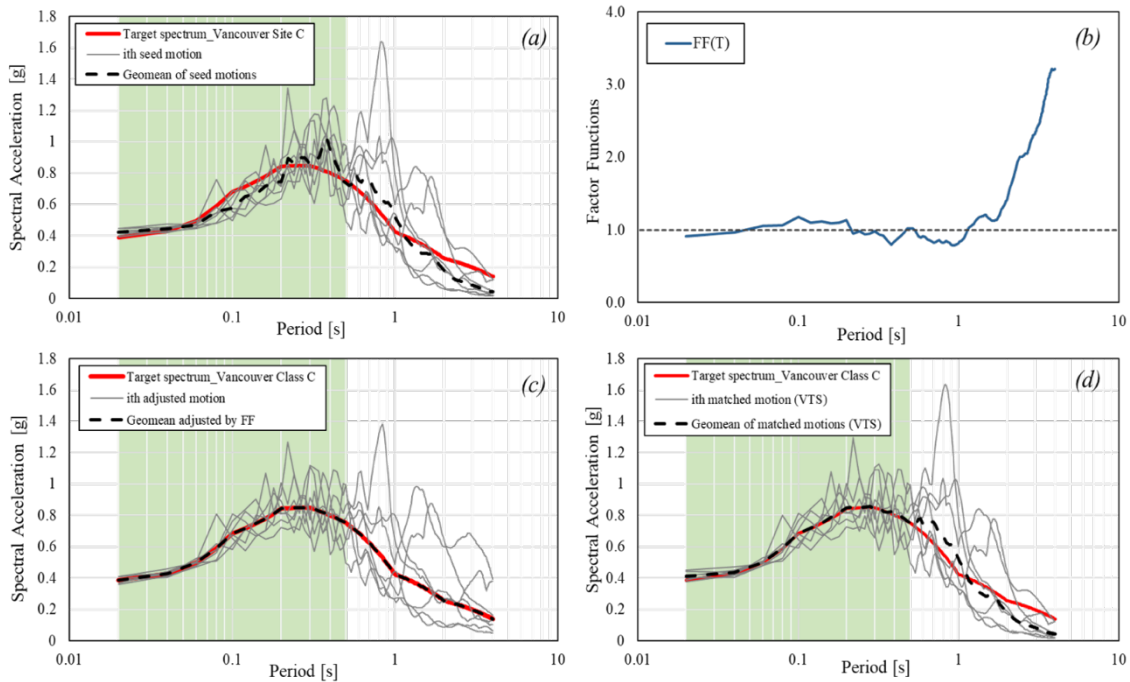 1.8
1.6
1.4
1.2
1
0.8
0.6
0.4
0.2
0
Spectral Acceleration [g]
Target spectrum_Vancouver Site C
ith seed motion
Geomean of seed motions
(a)
0.01
0.1
1
10
Period [s]
4.0
3.0
2.0
1.0
0.0
Factor Functions
FF(T)
(b)
0.01
0.1
1
10
Period [s]
1.8
1.6
1.4
1.2
1
0.8
0.6
0.4
0.2
0
Spectral Acceleration [g]
Target spectrum_Vancouver Class C
ith adjusted motion
Geomean adjusted by FF
(c)
0.01
0.1
1
10
Period [s]
1.8
1.6
1.4
1.2
1
0.8
0.6
0.4
0.2
0
Spectral Acceleration [g]
Target spectrum_Vancouver Class C
ith matched motion (VTS)
Geomean of matched motions (VTS)
(d)
0.01
0.1
1
10
Period [s]